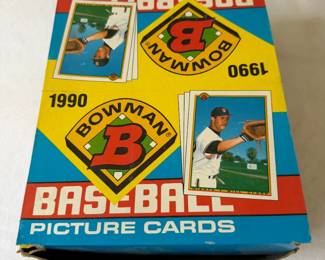 BASEBALL
BOWMAN
B
1990
1990
BOWMAN
B
BASEBALL
PICTURE CARDS